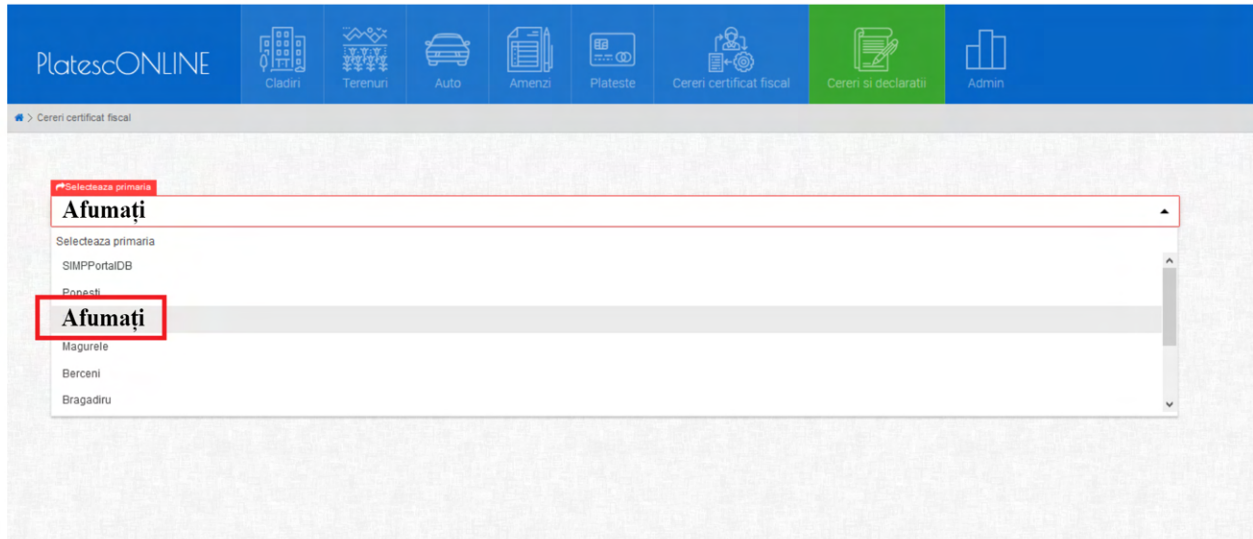 PlatescONLINE
Cladiri
Terenuri
Auto
Amenzi
Plateste
Cereri certificat fiscal
Cereri si declaratii
Admin
> Cereri certificat fiscal
Selecteaza primaria
Afumați
Selecteaza primaria
SIMPPortalDB
Popesti
Afumați
Magurele
Berceni
Bragadiru